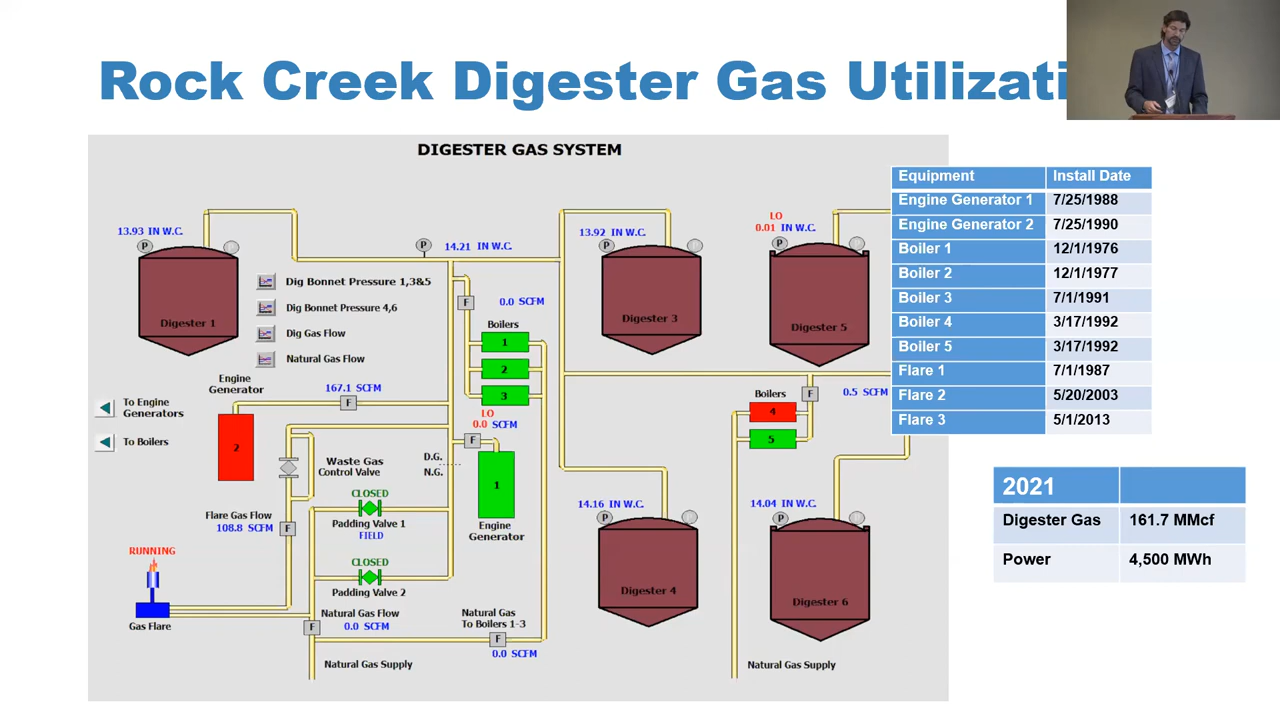 Rock Creek Digester Gas Utilizati
DIGESTER GAS SYSTEM
13.93 IN W.C.
P
Digester 1
P
14.21 IN W.C.
13.92 IN W.C.
P
Digester 3
LO
0.01 IN W.C.
P
Digester 5
Dig Bonnet Pressure 1,3&5
Dig Bonnet Pressure 4,6
Dig Gas Flow
Natural Gas Flow
F
0.0 SCFM
Boilers
1
2
3
Engine
Generator
2
167.1 SCFM
F
To Engine
Generators
To Boilers
LO
0.0 SCFM
F
1
Engine
Generator
D.G.
N.G.
Waste Gas
Control Valve
CLOSED
Padding Valve 1
FIELD
CLOSED
Padding Valve 2
Flare Gas Flow
108.8 SCFM
F
RUNNING
Gas Flare
Natural Gas Flow
F
0.0 SCFM
Natural Gas
To Boilers 1-3
F
0.0 SCFM
Natural Gas Supply
Boilers
4
5
F
0.5 SCFM
14.16 IN W.C.
P
Digester 4
14.04 IN W.C.
P
Digester 6
Natural Gas Supply
Equipment Install Date
Engine Generator 1 7/25/1988
Engine Generator 2 7/25/1990
Boiler 1 12/1/1976
Boiler 2 12/1/1977
Boiler 3 7/1/1991
Boiler 4 3/17/1992
Boiler 5 3/17/1992
Flare 1 7/1/1987
Flare 2 5/20/2003
Flare 3 5/1/2013
2021
Digester Gas 161.7 MMcf
Power 4,500 MWh